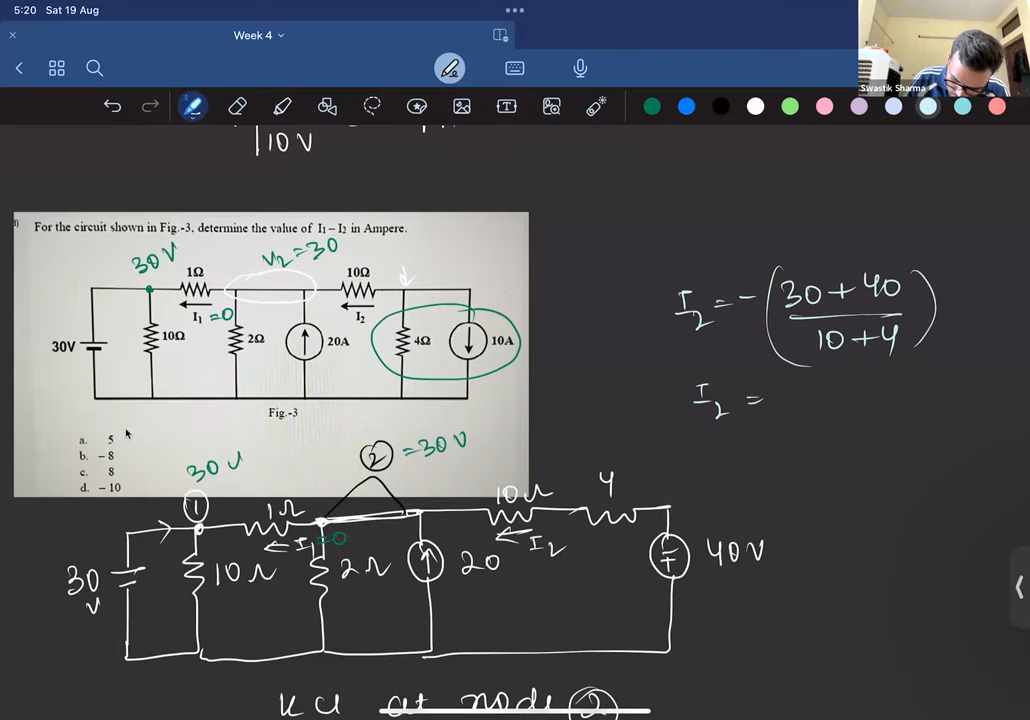 5:20 Sat 19 Aug
Week 4
Swastik Sharma
10 V
For the circuit shown in Fig.-3, determine the value of I₁ – I₂ in Ampere.
30 V
V₂ = 30
1Ω
10Ω
I₁ = 0
I₂
30V
10Ω
2Ω
20A
4Ω
10A
Fig.-3
a. 5
b. – 8
c. 8
d. – 10
I₂ = - (30 + 40 / 10 + 4)
I₂ =
30 V
② = 30 V
①
1Ω
10Ω
4
I₁ = 0
I₂
30 V
10Ω
2Ω
20
40V
KCL at node ②